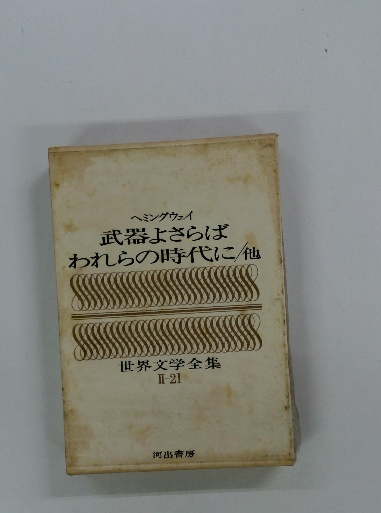 ヘミングウェイ
武器よさらば
われらの時代に/他
世界文学全集
II-21
河出書房